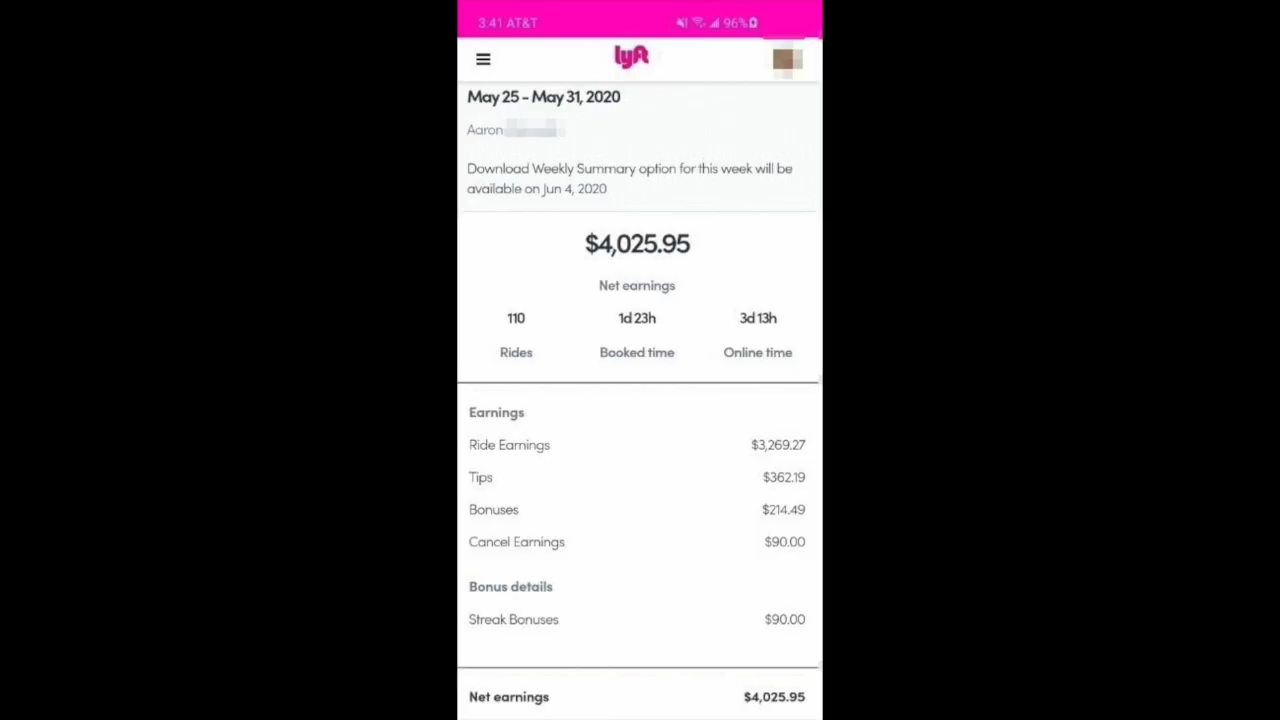 3:41 AT&T 96%
lyft
May 25 - May 31, 2020
Aaron
Download Weekly Summary option for this week will be
available on Jun 4, 2020
$4,025.95
Net earnings
110 1d 23h 3d 13h
Rides Booked time Online time
Earnings
Ride Earnings $3,269.27
Tips $362.19
Bonuses $214.49
Cancel Earnings $90.00
Bonus details
Streak Bonuses $90.00
Net earnings $4,025.95